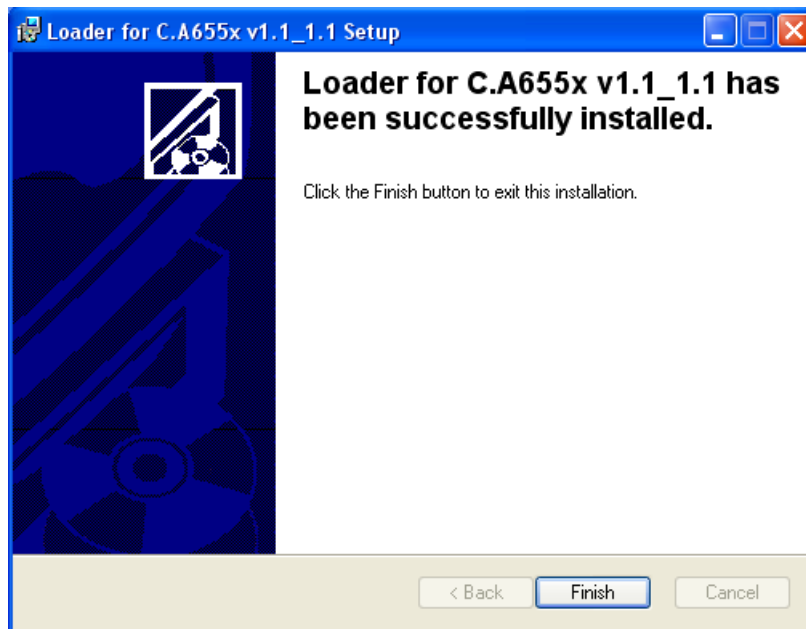 Loader for C.A655x v1.1_1.1 Setup
Loader for C.A655x v1.1_1.1 has
been successfully installed.
Click the Finish button to exit this installation.
< Back
Finish
Cancel